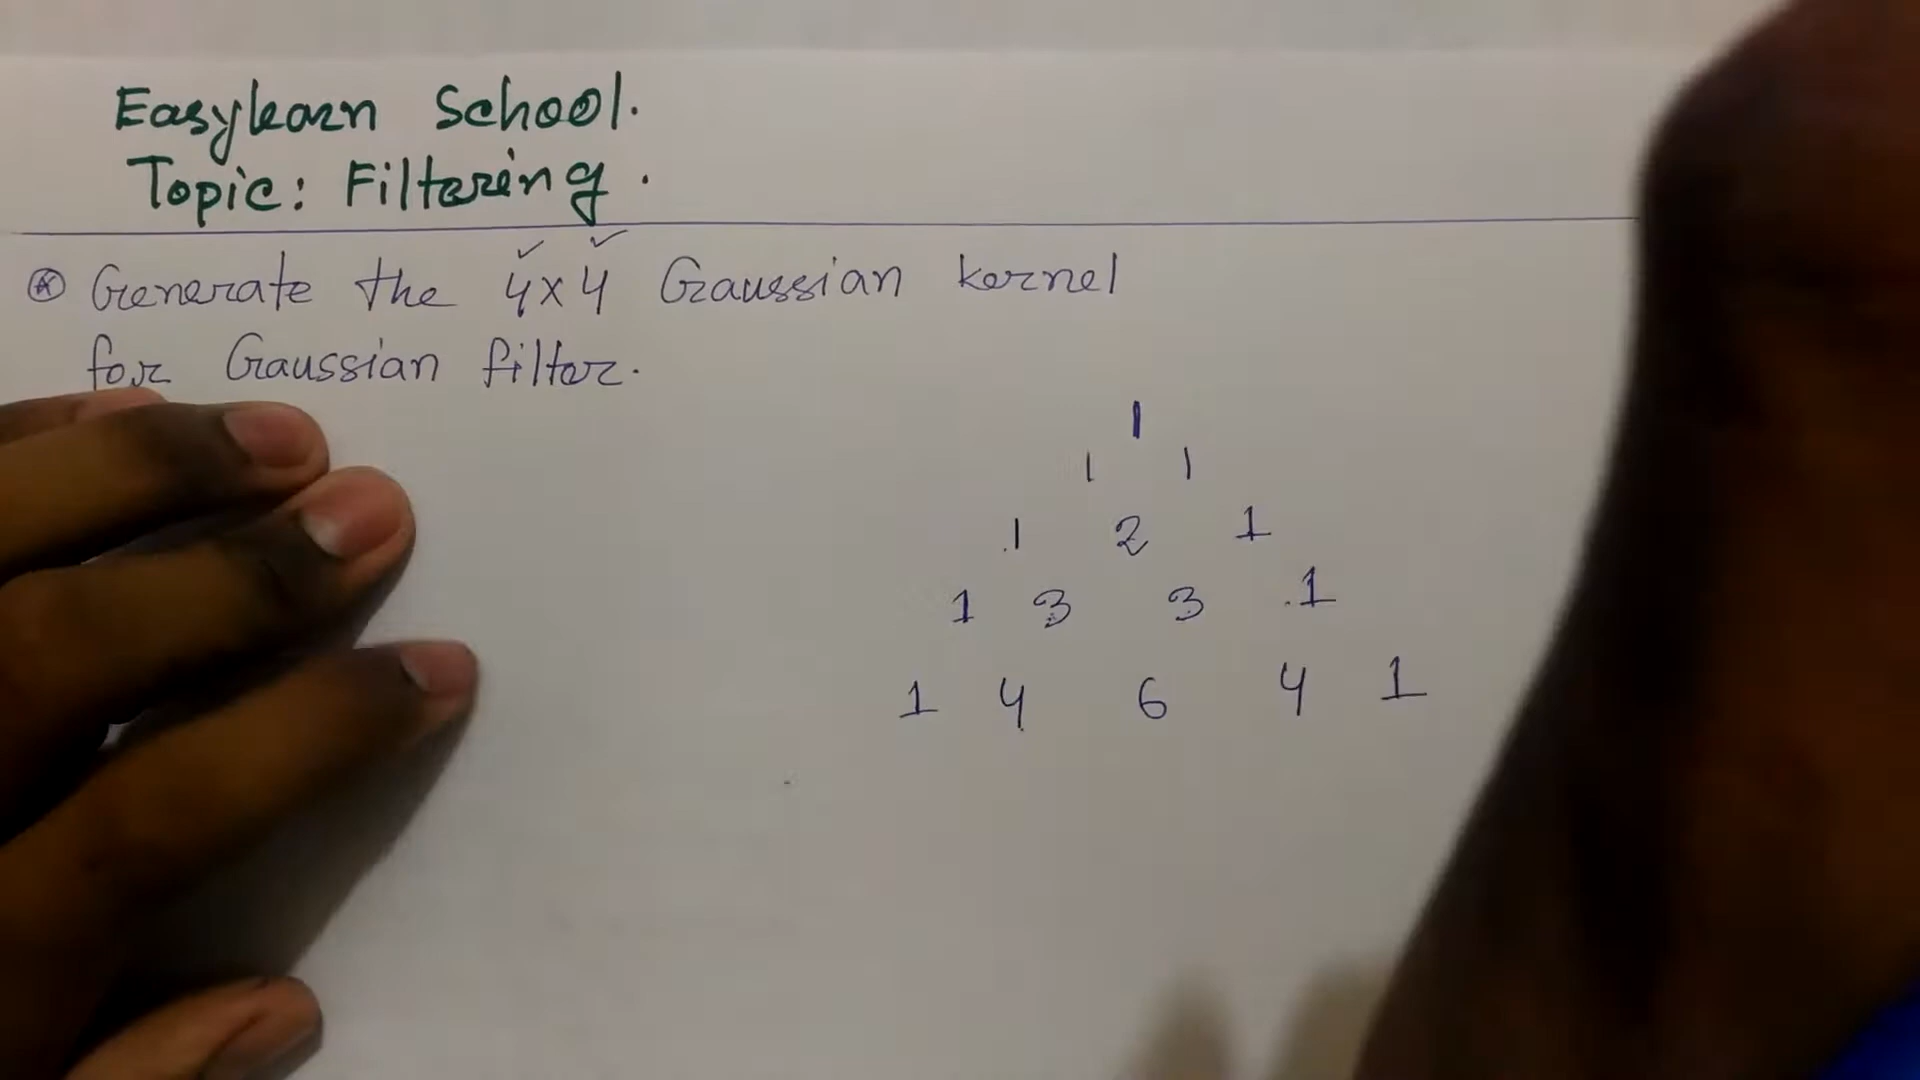 Easylearn School.
Topic: Filtering.
Generate the 4x4 Gaussian kernel
for Gaussian filter.
1
1 1
1 2 1
1 3 3 1
1 4 6 4 1